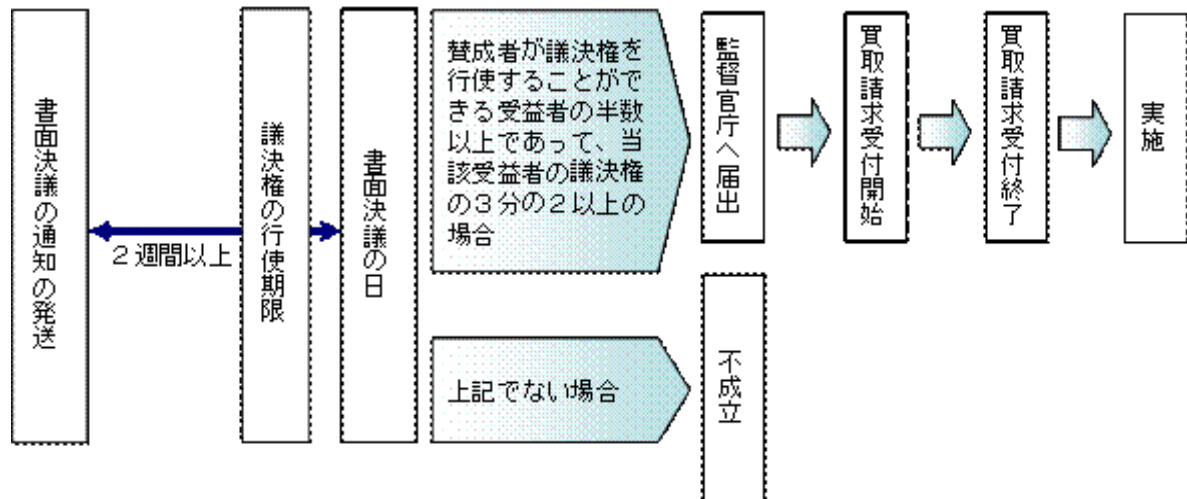 書面決議の通知の発送
２週間以上
議決権の行使期限
書面決議の日
賛成者が議決権を
行使することがで
きる受益者の半数
以上であって、当
該受益者の議決権
の３分の２以上の
場合
監督官庁へ届出
買取請求受付開始
買取請求受付終了
実施
上記でない場合
不成立